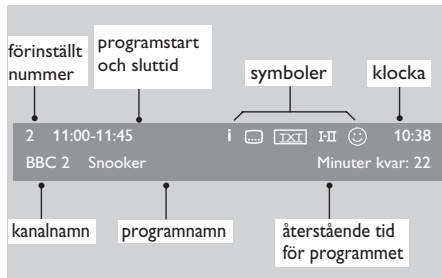 förinställt
nummer
programstart
och sluttid
symboler
klocka
2 11:00-11:45 i TXT I-II 10:38
BBC 2 Snooker Minuter kvar: 22
kanalnamn
programnamn
återstående tid
för programmet